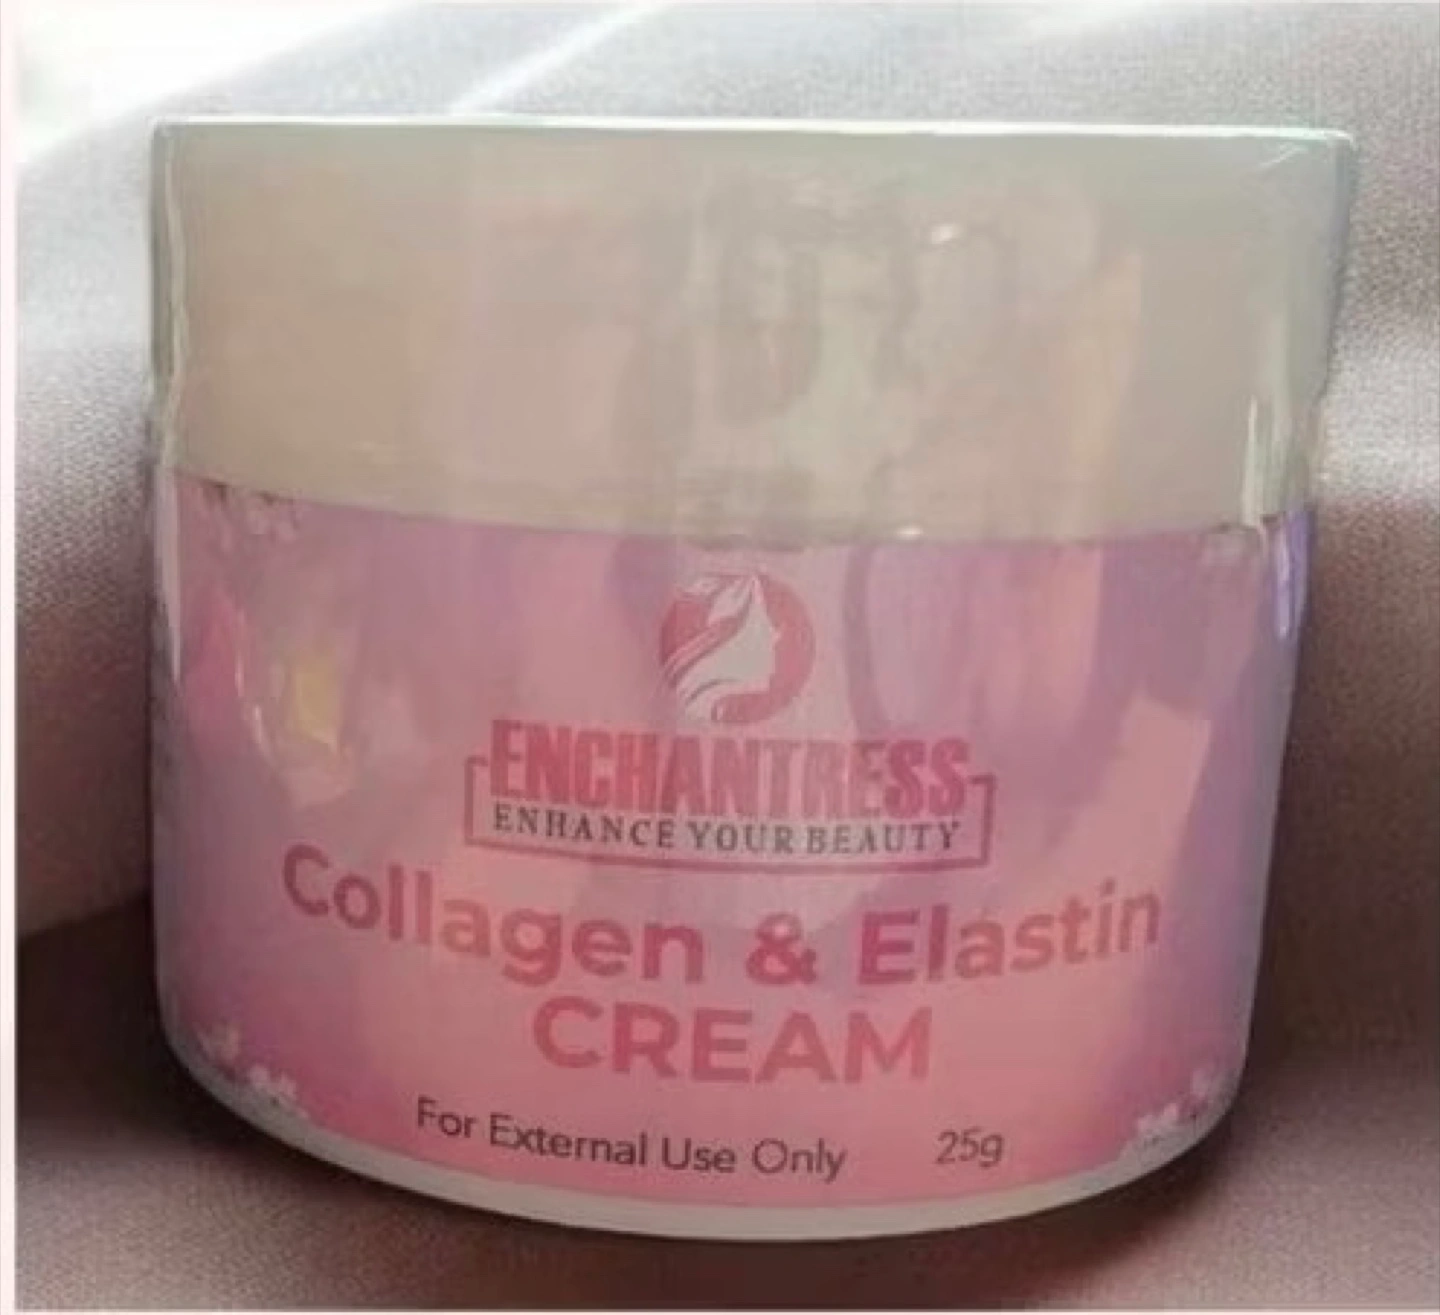 ENCHANTRESS
ENHANCE YOUR BEAUTY
Collagen & Elastin
CREAM
For External Use Only 25g